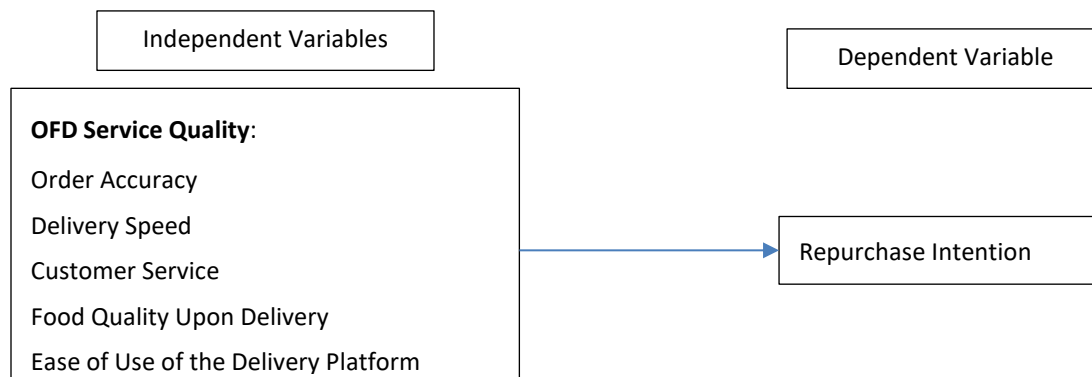 Independent Variables
Dependent Variable
OFD Service Quality:
Order Accuracy
Delivery Speed
Customer Service
Food Quality Upon Delivery
Ease of Use of the Delivery Platform
Repurchase Intention